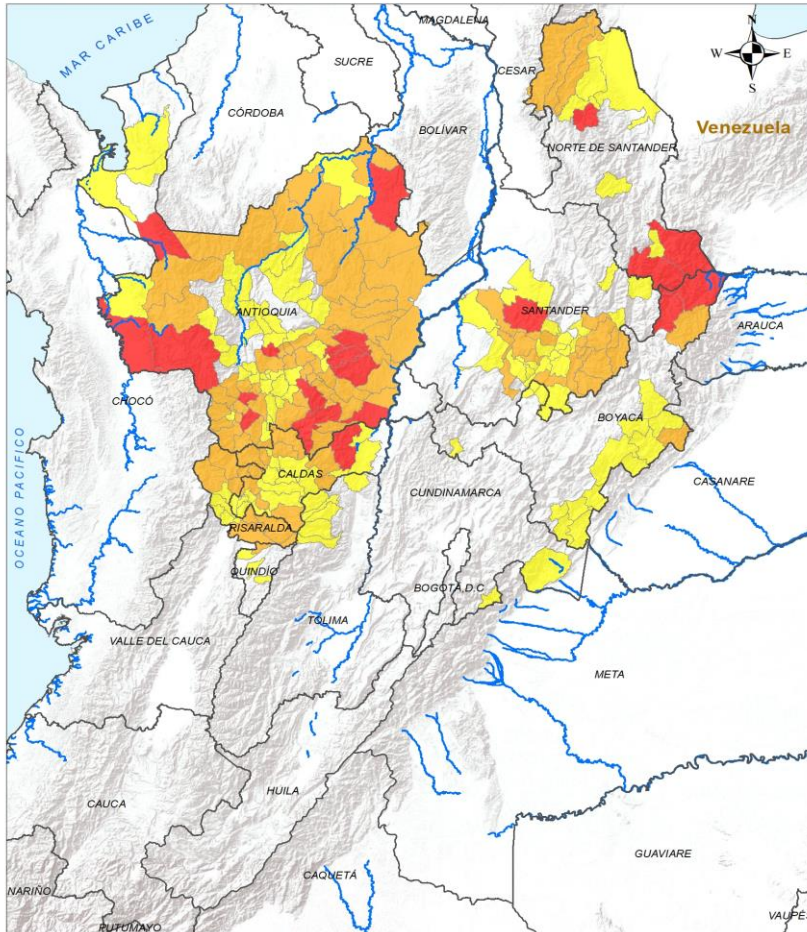 MAGDALENA
MAR CARIBE
SUCRE
CESAR
N
W E
S
CÓRDOBA
BOLÍVAR
Venezuela
NORTE DE SANTANDER
ANTIOQUIA
SANTANDER
ARAUCA
CHOCÓ
BOYACÁ
OCEANO PACIFICO
CALDAS
CUNDINAMARCA
CASANARE
RISARALDA
QUINDÍO
BOGOTÁ D.C
TOLIMA
VALLE DEL CAUCA
META
HUILA
CAUCA
GUAVIARE
CAQUETÁ
NARIÑO
PUTUMAYO
VAUPÉS